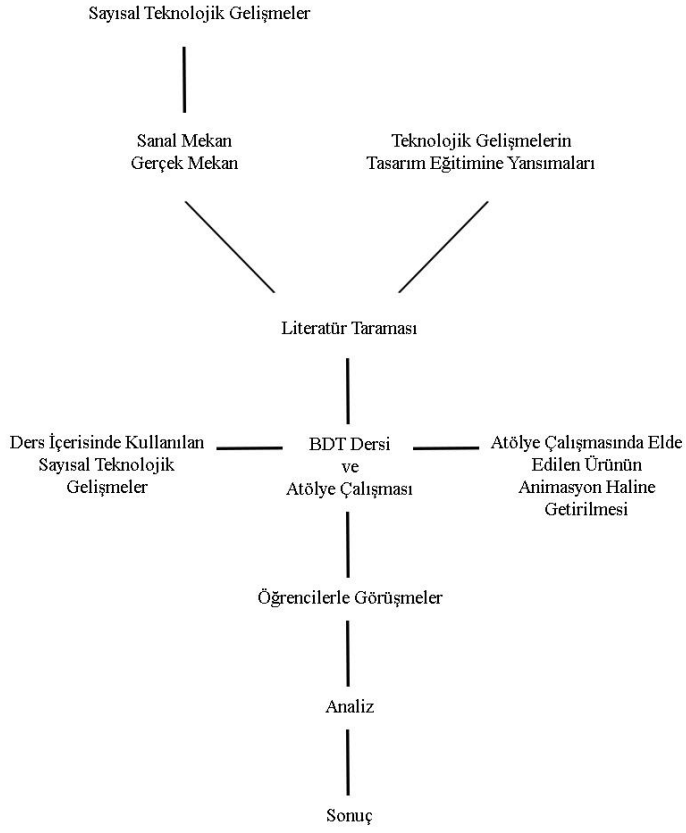 Sayısal Teknolojik Gelişmeler
Sanal Mekan
Gerçek Mekan
Teknolojik Gelişmelerin
Tasarım Eğitimine Yansımaları
Literatür Taraması
Ders İçerisinde Kullanılan
Sayısal Teknolojik
Gelişmeler
BDT Dersi
ve
Atölye Çalışması
Atölye Çalışmasında Elde
Edilen Ürünün
Animasyon Haline
Getirilmesi
Öğrencilerle Görüşmeler
Analiz
Sonuç